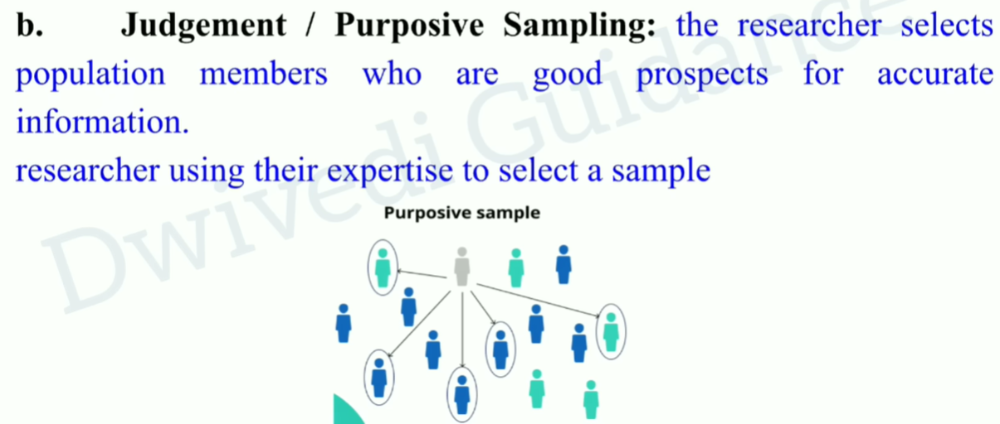 b. Judgement / Purposive Sampling: the researcher selects
population members who are good prospects for accurate
information.
researcher using their expertise to select a sample
Purposive sample
Dwivedi Guidance